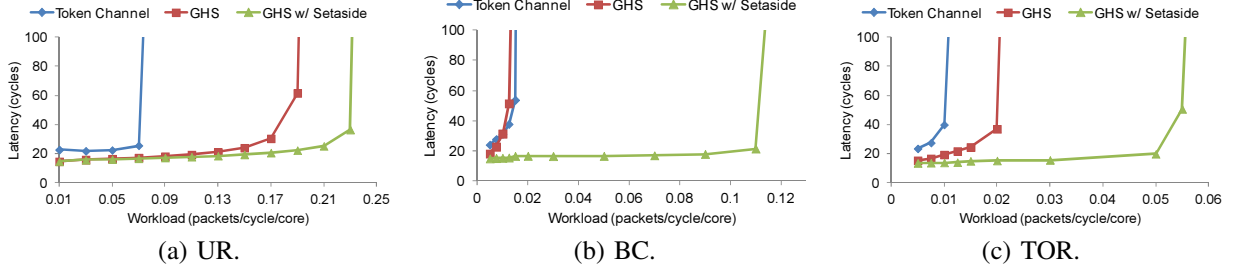 Token Channel GHS GHS w/ Setaside
100
80
60
40
20
0
Latency (cycles)
0.01 0.05 0.09 0.13 0.17 0.21 0.25
Workload (packets/cycle/core)
(a) UR.
Token Channel GHS GHS w/ Setaside
100
80
60
40
20
0
Latency (cycles)
0 0.02 0.04 0.06 0.08 0.1 0.12
Workload (packets/cycle/core)
(b) BC.
Token Channel GHS GHS w/ Setaside
100
80
60
40
20
0
Latency (cycles)
0 0.01 0.02 0.03 0.04 0.05 0.06
Workload (packets/cycle/core)
(c) TOR.